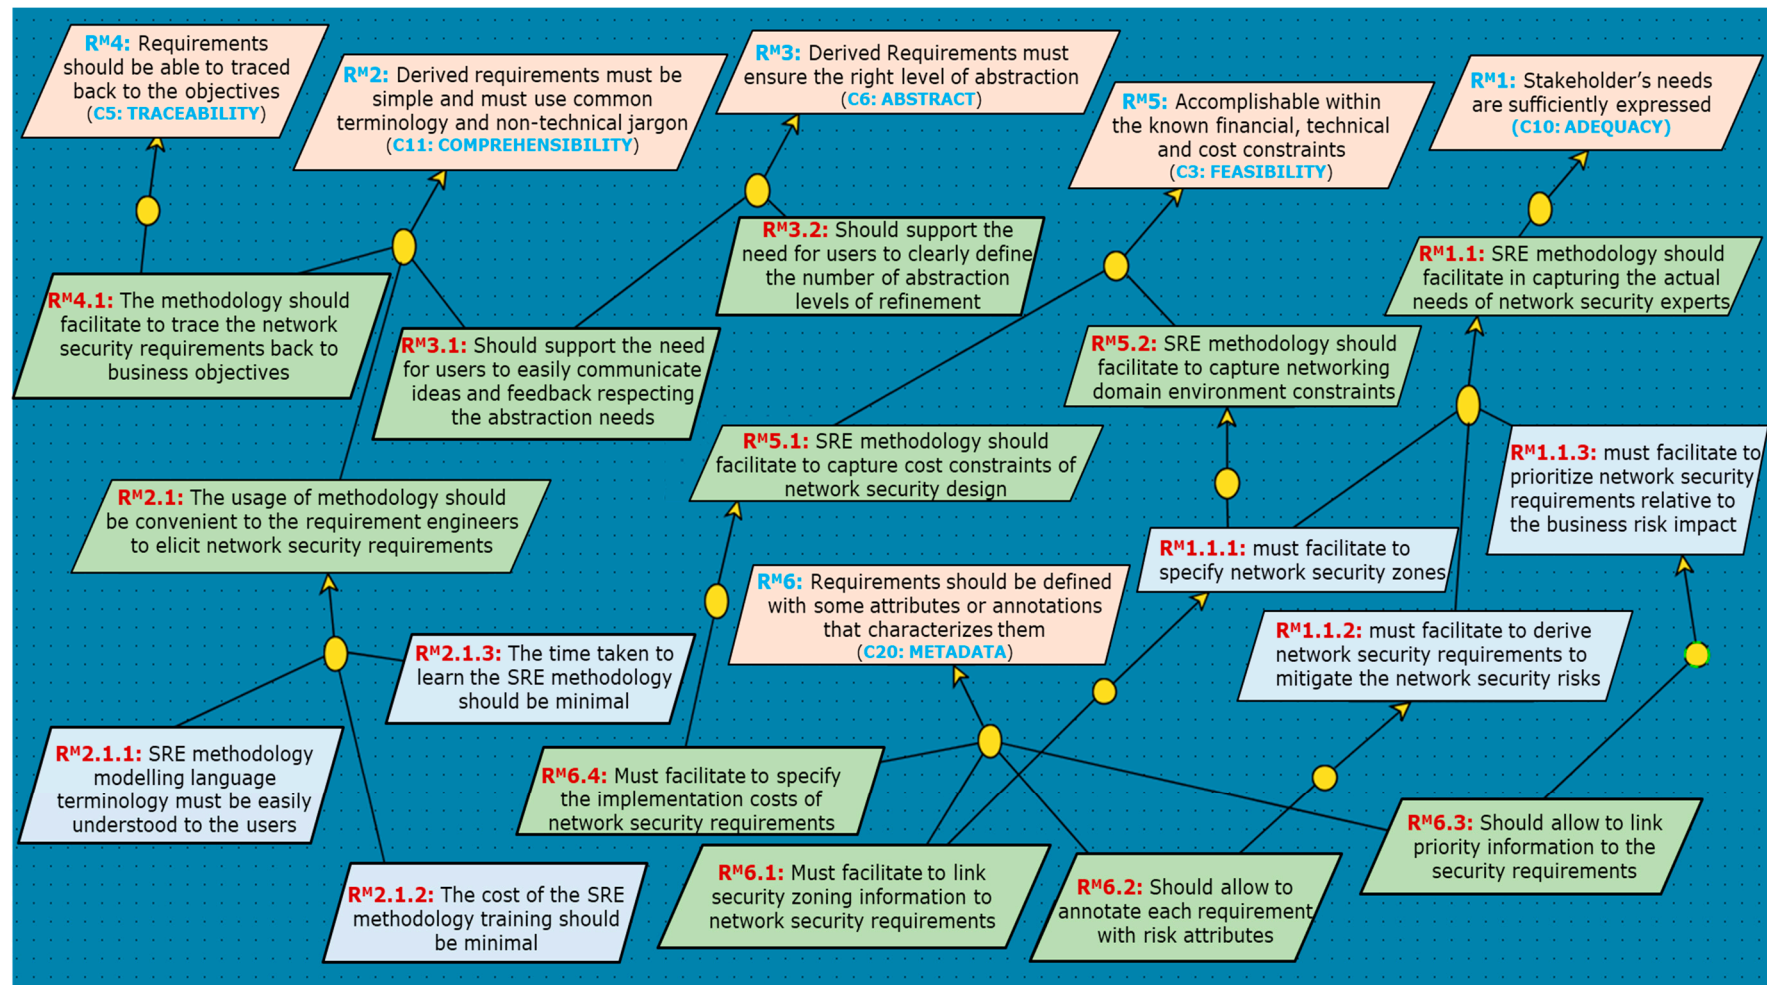 Rᴹ4: Requirements
should be able to traced
back to the objectives
(C5: TRACEABILITY)
Rᴹ2: Derived requirements must be
simple and must use common
terminology and non-technical jargon
(C11: COMPREHENSIBILITY)
Rᴹ3: Derived Requirements must
ensure the right level of abstraction
(C6: ABSTRACT)
Rᴹ5: Accomplishable within
the known financial, technical
and cost constraints
(C3: FEASIBILITY)
Rᴹ1: Stakeholder’s needs
are sufficiently expressed
(C10: ADEQUACY)
Rᴹ3.2: Should support the
need for users to clearly define
the number of abstraction
levels of refinement
Rᴹ1.1: SRE methodology should
facilitate in capturing the actual
needs of network security experts
Rᴹ4.1: The methodology should
facilitate to trace the network
security requirements back to
business objectives
Rᴹ3.1: Should support the need
for users to easily communicate
ideas and feedback respecting
the abstraction needs
Rᴹ5.2: SRE methodology should
facilitate to capture networking
domain environment constraints
Rᴹ5.1: SRE methodology should
facilitate to capture cost constraints of
network security design
Rᴹ1.1.3: must facilitate to
prioritize network security
requirements relative to
the business risk impact
Rᴹ2.1: The usage of methodology should
be convenient to the requirement engineers
to elicit network security requirements
Rᴹ1.1.1: must facilitate to
specify network security zones
Rᴹ6: Requirements should be defined
with some attributes or annotations
that characterizes them
(C20: METADATA)
Rᴹ1.1.2: must facilitate to derive
network security requirements to
mitigate the network security risks
Rᴹ2.1.3: The time taken to
learn the SRE methodology
should be minimal
Rᴹ2.1.1: SRE methodology
modelling language
terminology must be easily
understood to the users
Rᴹ6.4: Must facilitate to specify
the implementation costs of
network security requirements
Rᴹ6.3: Should allow to link
priority information to the
security requirements
Rᴹ2.1.2: The cost of the SRE
methodology training should
be minimal
Rᴹ6.1: Must facilitate to link
security zoning information to
network security requirements
Rᴹ6.2: Should allow to
annotate each requirement
with risk attributes